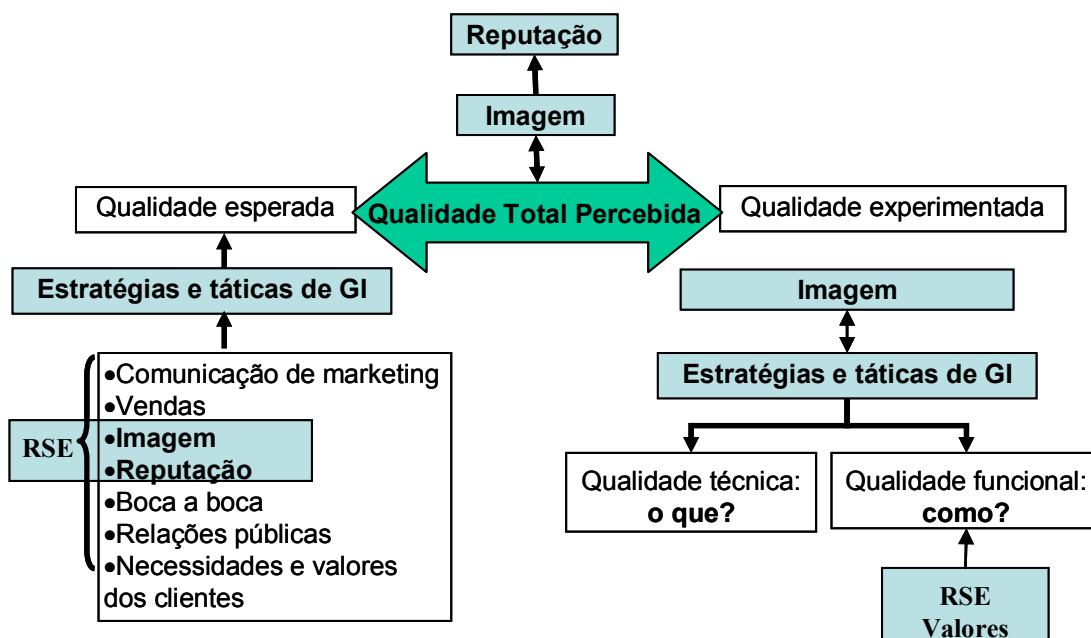 Reputação
Imagem
Qualidade esperada
Qualidade Total Percebida
Qualidade experimentada
Estratégias e táticas de GI
Imagem
•Comunicação de marketing
•Vendas
•Imagem
•Reputação
•Boca a boca
•Relações públicas
•Necessidades e valores
dos clientes
RSE
Estratégias e táticas de GI
Qualidade técnica:
o que?
Qualidade funcional:
como?
RSE
Valores